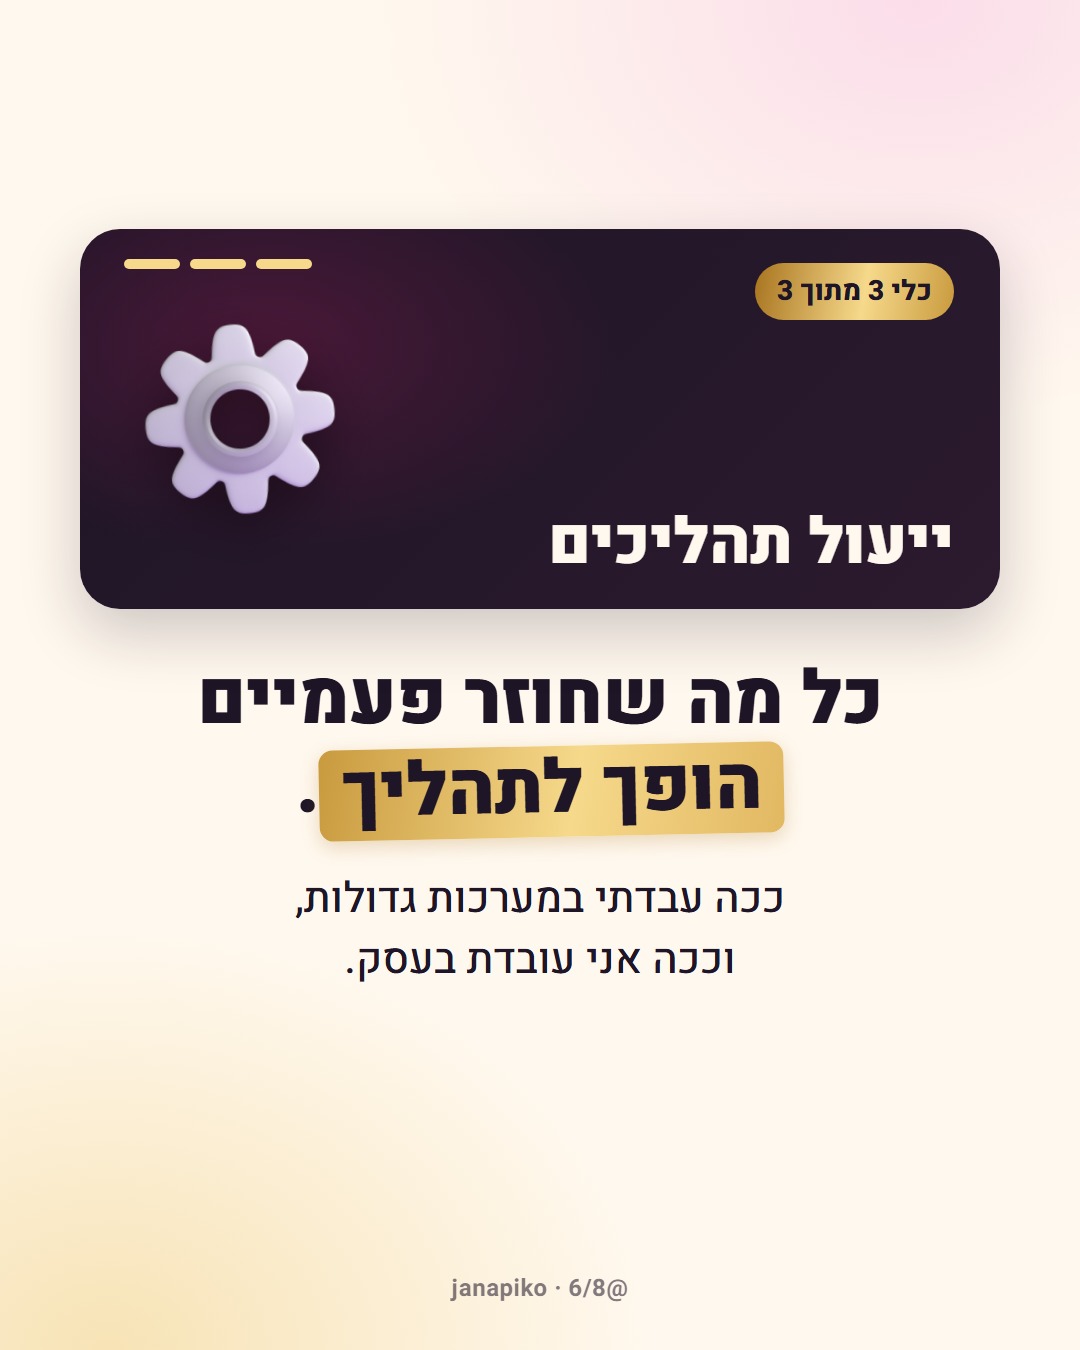 כלי 3 מתוך 3
ייעול תהליכים
כל מה שחוזר פעמיים
הופך לתהליך.
ככה עבדתי במערכות גדולות,
וככה אני עובדת בעסק.
janapiko · 6/8@